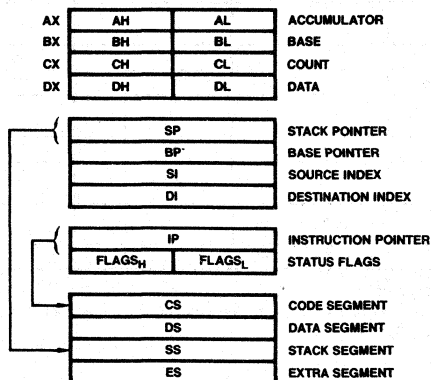 AX AH AL ACCUMULATOR
BX BH BL BASE
CX CH CL COUNT
DX DH DL DATA
SP STACK POINTER
BP STACK POINTER
SI SOURCE INDEX
DI DESTINATION INDEX
IP INSTRUCTION POINTER
FLAGSH FLAGSL STATUS FLAGS
CS CODE SEGMENT
DS DATA SEGMENT
SS STACK SEGMENT
ES EXTRA SEGMENT